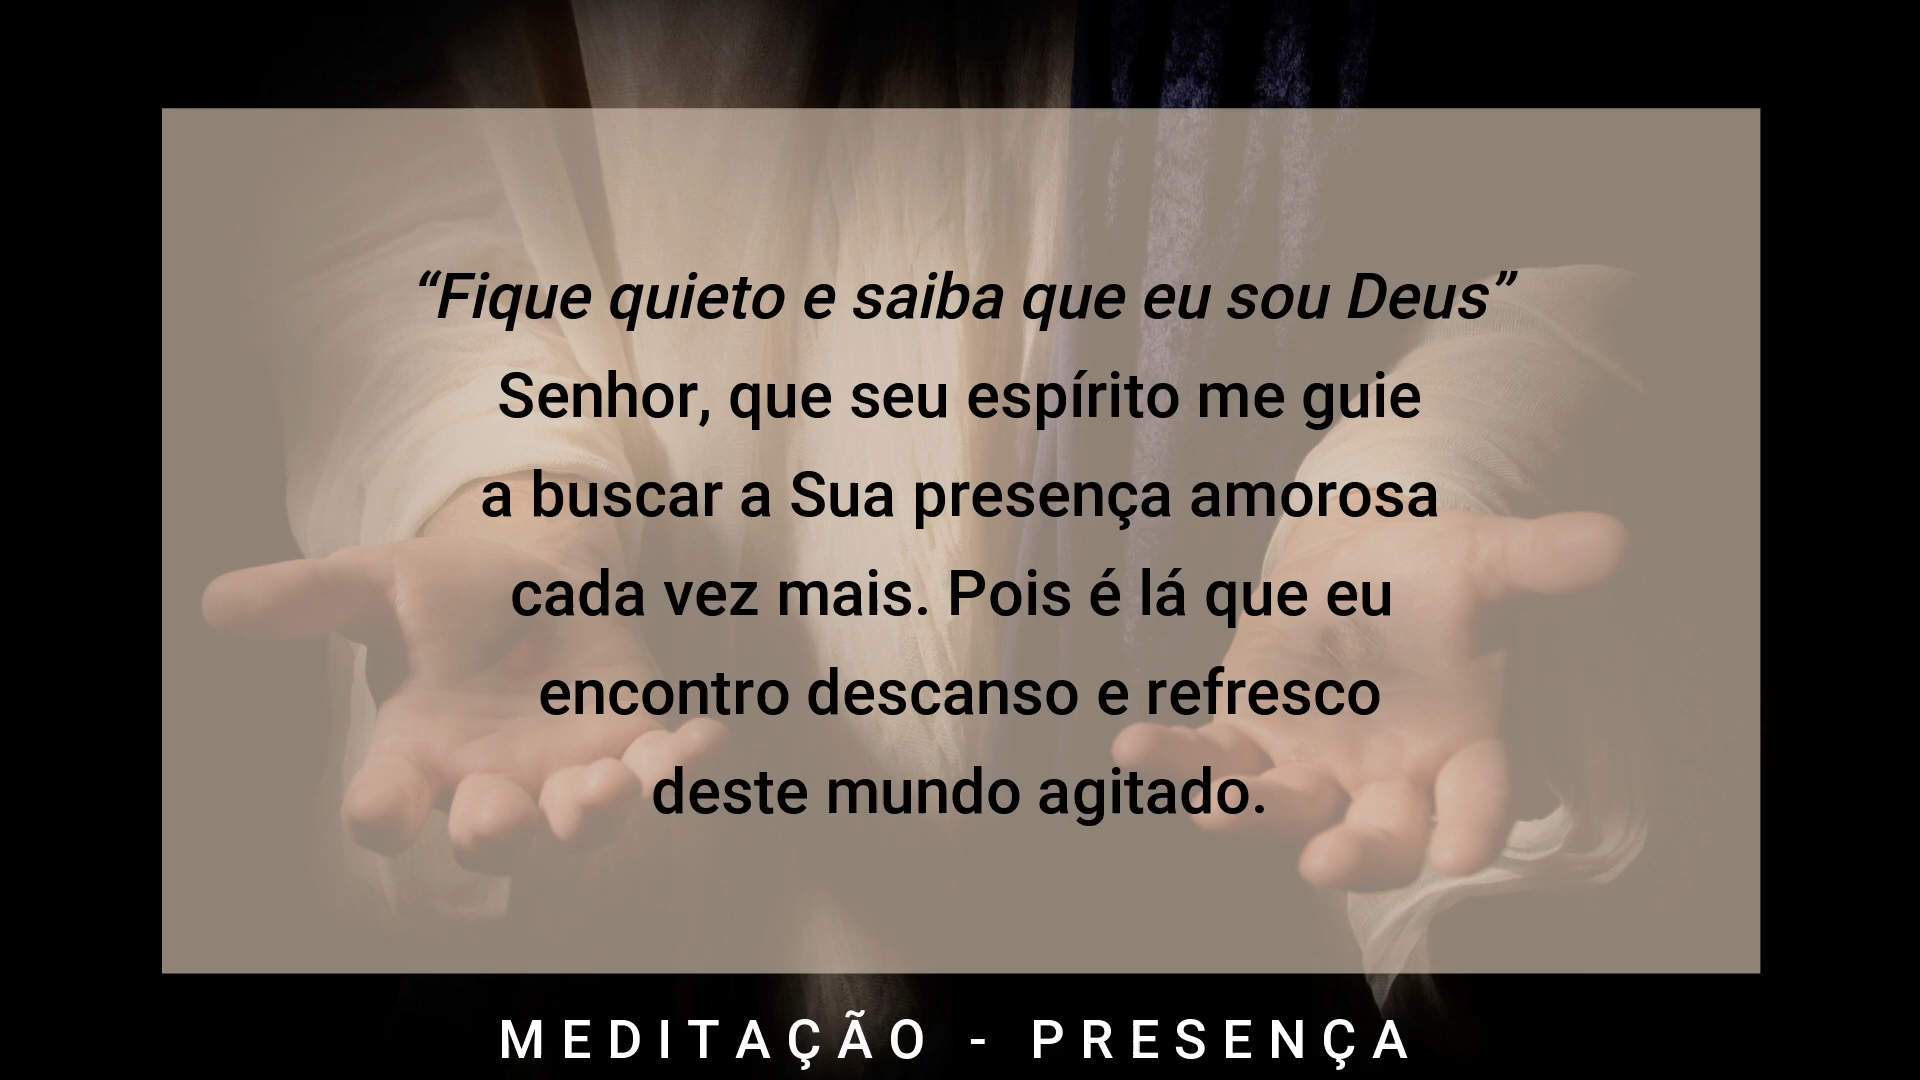 “Fique quieto e saiba que eu sou Deus”
Senhor, que seu espírito me guie
a buscar a Sua presença amorosa
cada vez mais. Pois é lá que eu
encontro descanso e refresco
deste mundo agitado.
MEDITAÇÃO - PRESENÇA